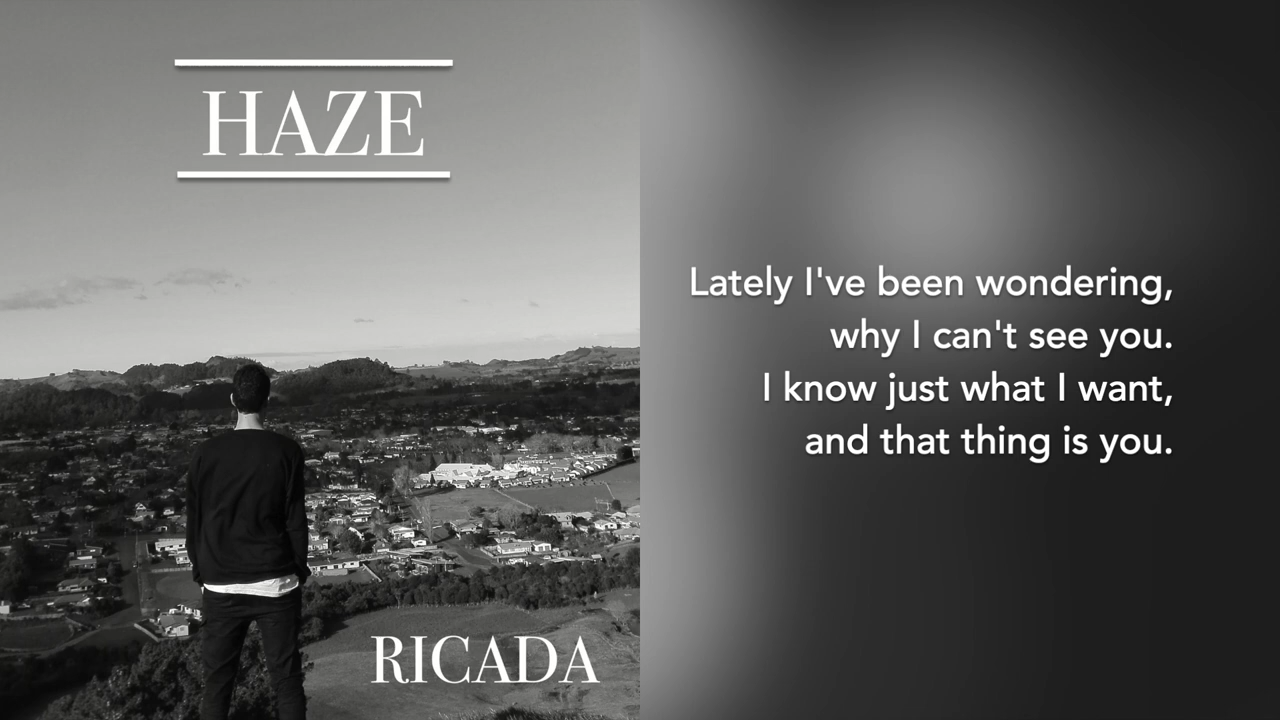 HAZE
RICADA
Lately I've been wondering,
why I can't see you.
I know just what I want,
and that thing is you.